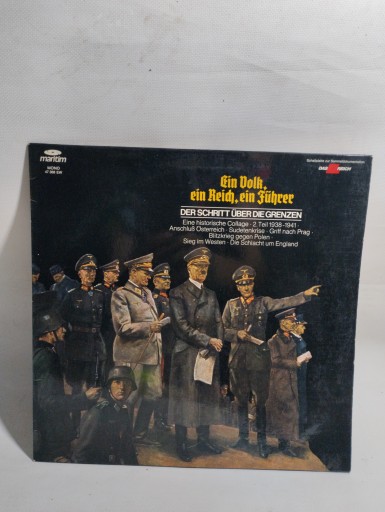 maritim
MONO
Ein Volk,
ein Reich, ein Führer
DER SCHRITT ÜBER DIE GRENZEN
Eine historische Collage · 2. Teil 1938-1941 ·
Anschluß Österreich · Sudetenkrise · Griff nach Prag ·
Blitzkrieg gegen Polen ·
Sieg im Westen · Die Schlacht um England